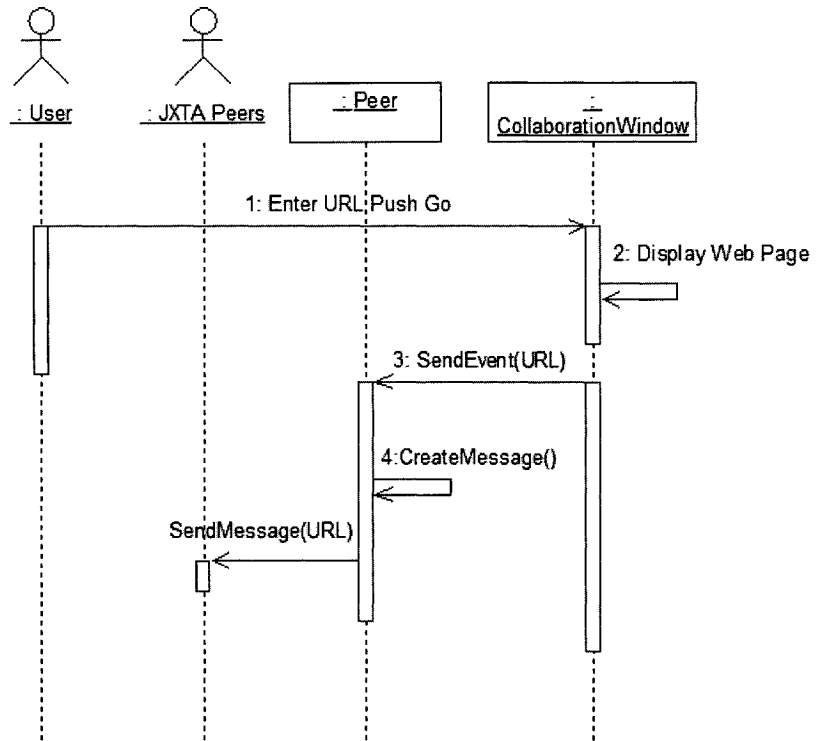 : User
: JXTA Peers
: Peer
:
CollaborationWindow
1: Enter URL Push Go
2: Display Web Page
3: SendEvent(URL)
4:CreateMessage()
SendMessage(URL)